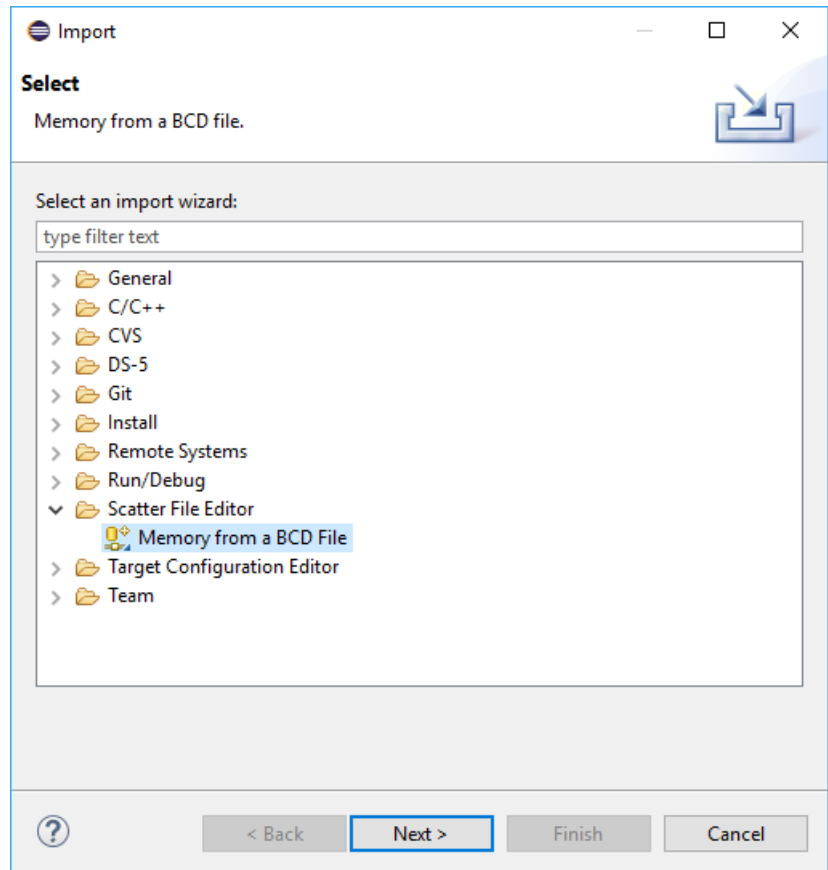 Import
Select
Memory from a BCD file.
Select an import wizard:
type filter text
General
C/C++
CVS
DS-5
Git
Install
Remote Systems
Run/Debug
Scatter File Editor
Memory from a BCD File
Target Configuration Editor
Team
? < Back Next > Finish Cancel